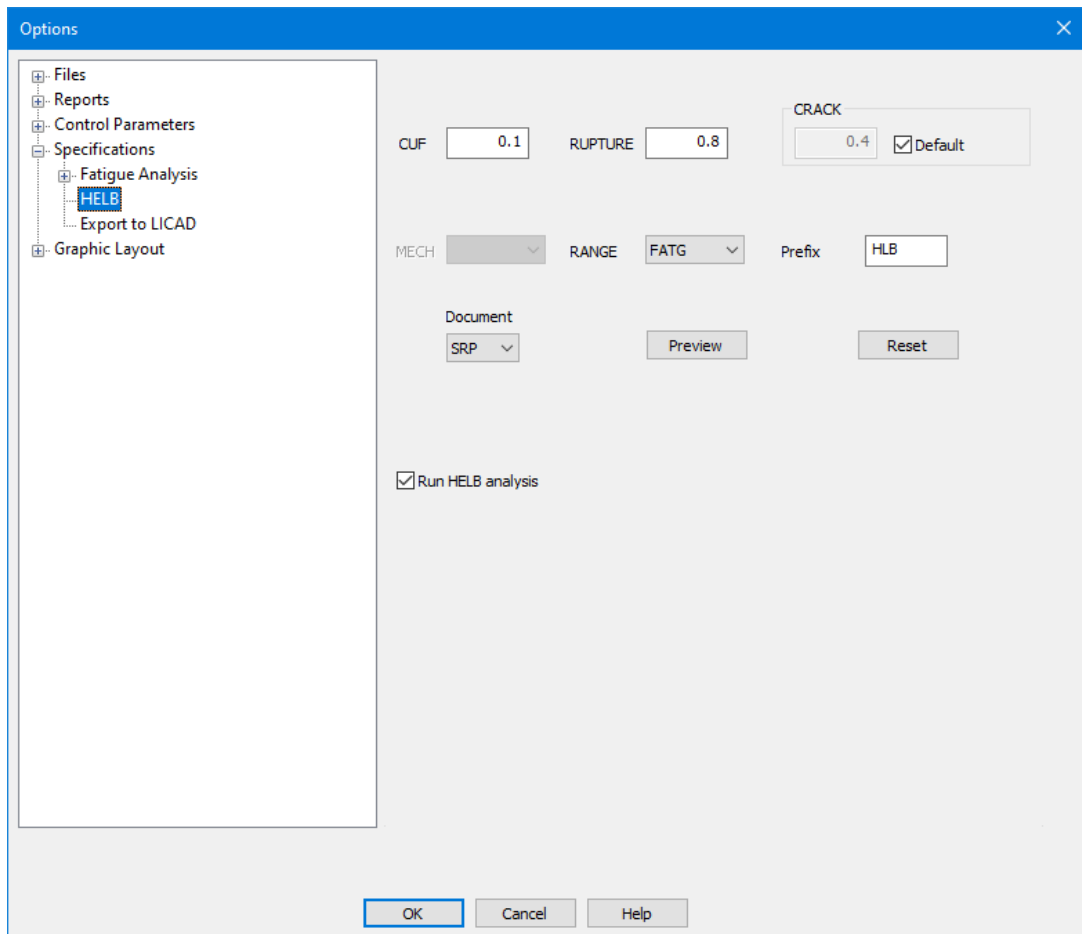 Options
Files
Reports
Control Parameters
Specifications
Fatigue Analysis
HELB
Export to LICAD
Graphic Layout
CRACK
CUF 0.1 RUPTURE 0.8 0.4 Default
MECH RANGE FATG Prefix HLB
Document
SRP Preview Reset
Run HELB analysis
OK Cancel Help